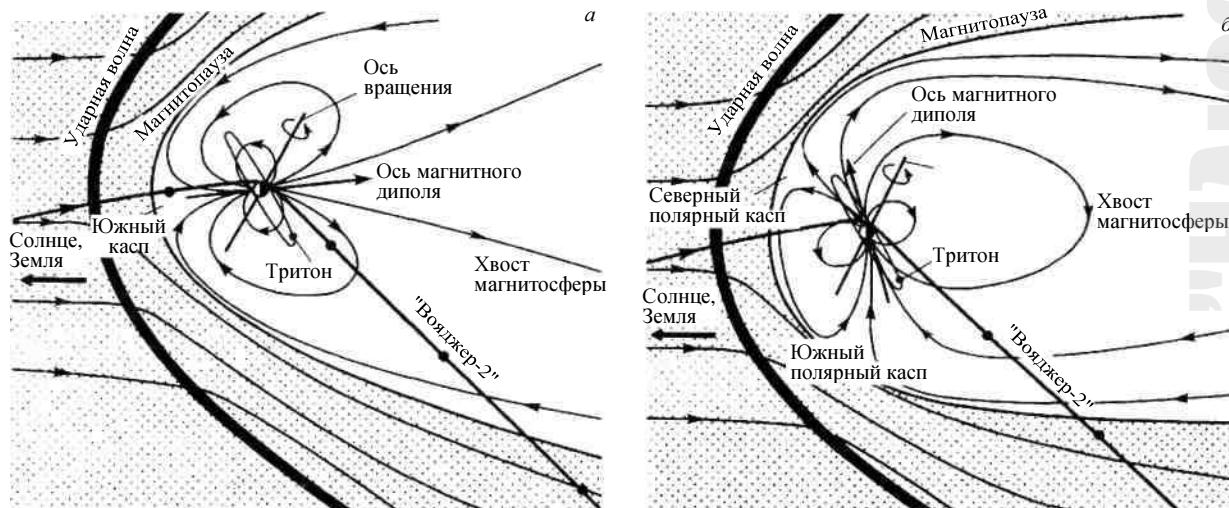 а
Ударная волна
Магнитопауза
Ось
вращения
Ось магнитного
диполя
Южный
касп
Солнце,
Земля
Тритон
Хвост
магнитосферы
"Вояджер-2"
б
Ударная волна
Магнитопауза
Ось магнитного
диполя
Северный
полярный касп
Хвост
магнитосферы
Тритон
Солнце,
Земля
Южный
полярный касп
"Вояджер-2"